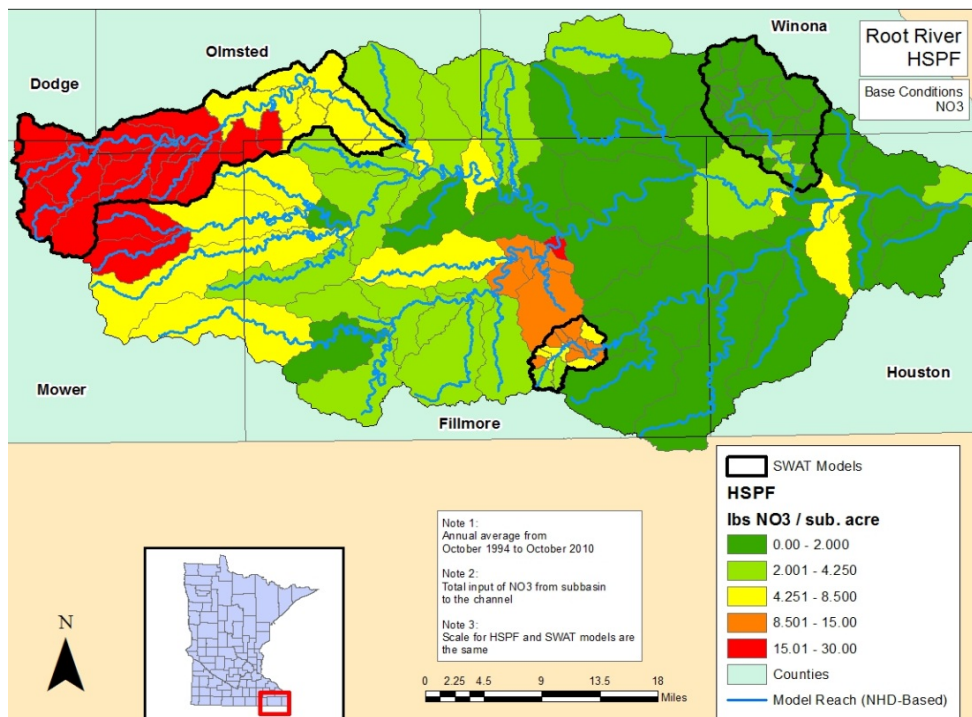 Winona
Root River
HSPF
Base Conditions
NO3
Olmsted
Dodge
Mower
Fillmore
Houston
SWAT Models
HSPF
lbs NO3 / sub. acre
0.00 - 2.000
2.001 - 4.250
4.251 - 8.500
8.501 - 15.00
15.01 - 30.00
Counties
Model Reach (NHD-Based)
Note 1:
Annual average from
October 1994 to October 2010
Note 2:
Total input of NO3 from subbasin
to the channel
Note 3:
Scale for HSPF and SWAT models are
the same
N
0 2.25 4.5 9 13.5 18
Miles